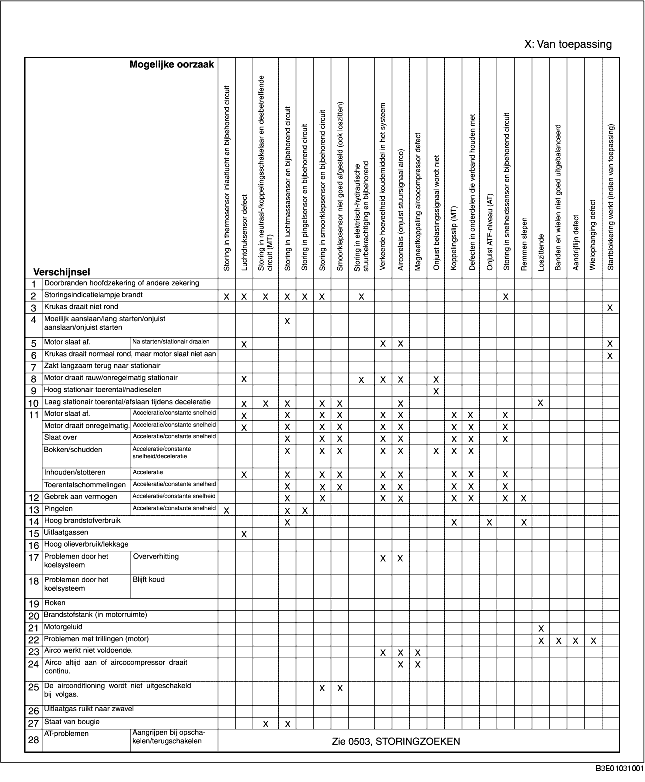 X: Van toepassing
Mogelijke oorzaak
Verschijnsel
Storing in thermosensor inlaatlucht en bijbehorend circuit
Luchtdruksensor defect
Storing in neutraal-/koppelingsschakelaar en desbetreffende
circuit (MT)
Storing in luchtmassasensor en bijbehorend circuit
Storing in pingelsensor en bijbehorend circuit
Storing in smoorklepsensor en bijbehorend circuit
Smoorklepsensor niet goed afgesteld (ook loszitten)
Storing in elektrisch-hydraulische
stuurbekrachtiging en bijbehorend
Verkeerde hoeveelheid koudemiddel in het systeem
Aircorelais (onjuist stuursignaal airco)
Magneetkoppeling aircocompressor defect
Onjuist belastingssignaal wordt niet
Koppelingsslip (MT)
Defecten in onderdelen die verband houden met
Onjuist ATF-niveau (AT)
Storing in snelheidssensor en bijbehorend circuit
Remmen slepen
Loszittende
Banden en wielen niet goed uitgebalanceerd
Aandrijflijn defect
Wielophanging defect
Startblokkering werkt (indien van toepassing)
1 Doorbranden hoofdzekering of andere zekering
2 Storingsindicatielampje brandt X X X X X X X X
3 Krukas draait niet rond X
4 Moeilijk aanslaan/lang starten/onjuist
aanslaan/onjuist starten X
5 Motor slaat af. Na starten/stationair draaien X X X X
6 Krukas draait normaal rond, maar motor slaat niet aan X
7 Zakt langzaam terug naar stationair
8 Motor draait rauw/onregelmatig stationair X X X X X
9 Hoog stationair toerental/nadieselen X
10 Laag stationair toerental/afslaan tijdens deceleratie X X X X X X X
11 Motor slaat af. Acceleratie/constante snelheid X X X X X X X X X
Motor draait onregelmatig. Acceleratie/constante snelheid X X X X X X X X X
Slaat over Acceleratie/constante snelheid X X X X X X X X
Bokken/schudden Acceleratie/constante
snelheid/deceleratie X X X X X X X X X
Inhouden/stotteren Acceleratie X X X X X X X X X
Toerentalschommelingen Acceleratie/constante snelheid X X X X X X X X
12 Gebrek aan vermogen Acceleratie/constante snelheid X X X X X X X X
13 Pingelen Acceleratie/constante snelheid X X X
14 Hoog brandstofverbruik X X X X
15 Uitlaatgassen X
16 Hoog olieverbruik/lekkage
17 Problemen door het
koelsysteem Oververhitting X X
18 Problemen door het
koelsysteem Blijft koud
19 Roken
20 Brandstofstank (in motorruimte)
21 Motorgeluid X
22 Problemen met trillingen (motor) X X X X
23 Airco werkt niet voldoende. X X X
24 Airco altijd aan of aircocompressor draait
continu. X X
25 De airconditioning wordt niet uitgeschakeld
bij volgas. X X
26 Uitlaatgas ruikt naar zwavel
27 Staat van bougie X X
28 AT-problemen Aangrijpen bij opscha-
kelen/terugschakelen Zie 0503, STORINGZOEKEN
B3E0103I001